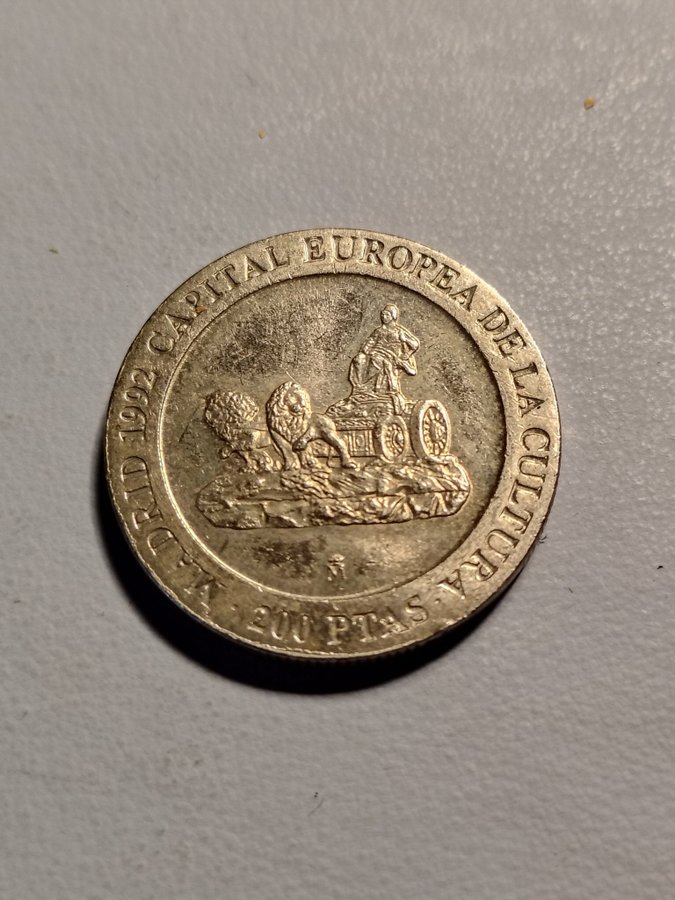 MADRID 1992 CAPITAL EUROPEA DE LA CULTURA
· 200 PTAS ·
M